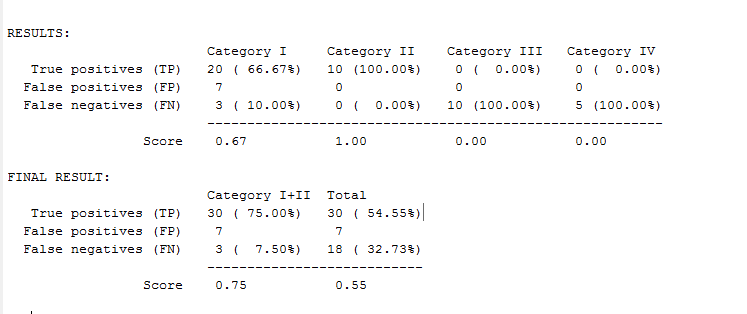 RESULTS:
Category I Category II Category III Category IV
True positives (TP) 20 ( 66.67%) 10 (100.00%) 0 ( 0.00%) 0 ( 0.00%)
False positives (FP) 7 0 0 0
False negatives (FN) 3 ( 10.00%) 0 ( 0.00%) 10 (100.00%) 5 (100.00%)
---------------------------------------------------------
Score 0.67 1.00 0.00 0.00
FINAL RESULT:
Category I+II Total
True positives (TP) 30 ( 75.00%) 30 ( 54.55%)
False positives (FP) 7 7
False negatives (FN) 3 ( 7.50%) 18 ( 32.73%)
---------------------------
Score 0.75 0.55